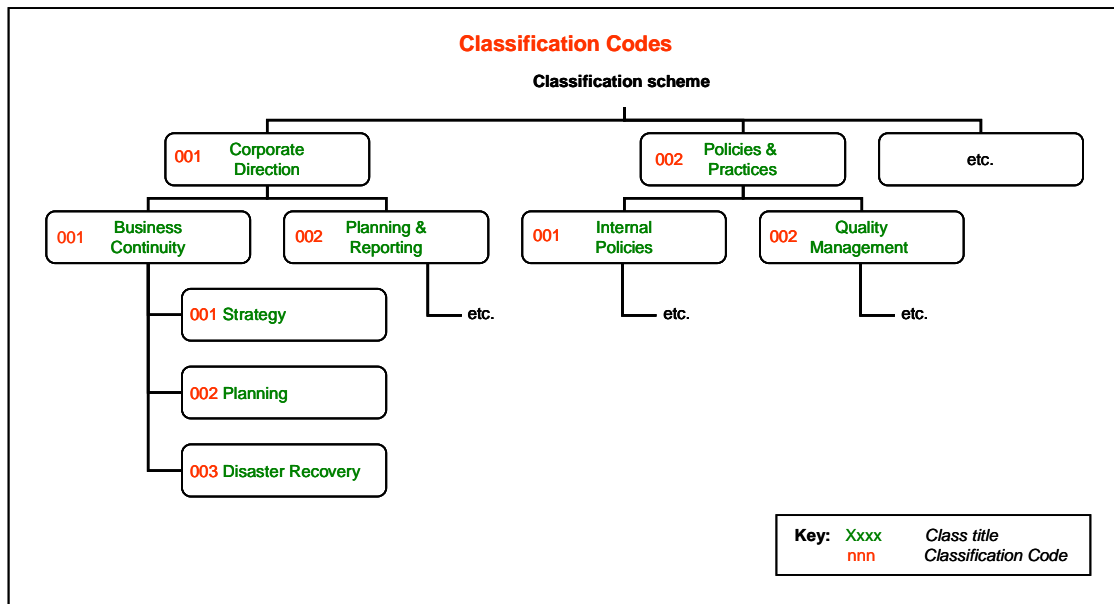 Classification Codes
Classification scheme
001 Corporate
Direction
002 Policies &
Practices
etc.
001 Business
Continuity
002 Planning &
Reporting
001 Internal
Policies
002 Quality
Management
001 Strategy
etc.
etc.
etc.
002 Planning
003 Disaster Recovery
Key: Xxxx Class title
nnn Classification Code